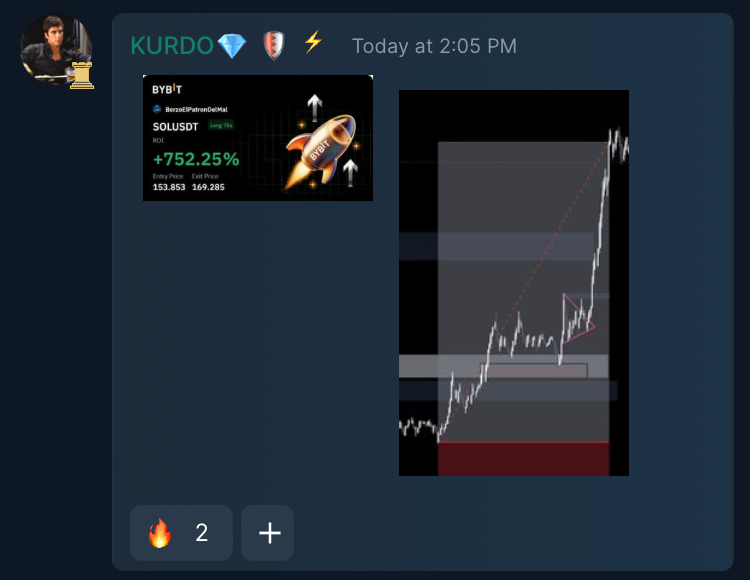 KURDO
Today at 2:05 PM
BYBIT
BerzoElPatronDelMal
SOLUSDT Long 75x
ROI
+752.25%
Entry Price Exit Price
153.853 169.285
BYBIT
2